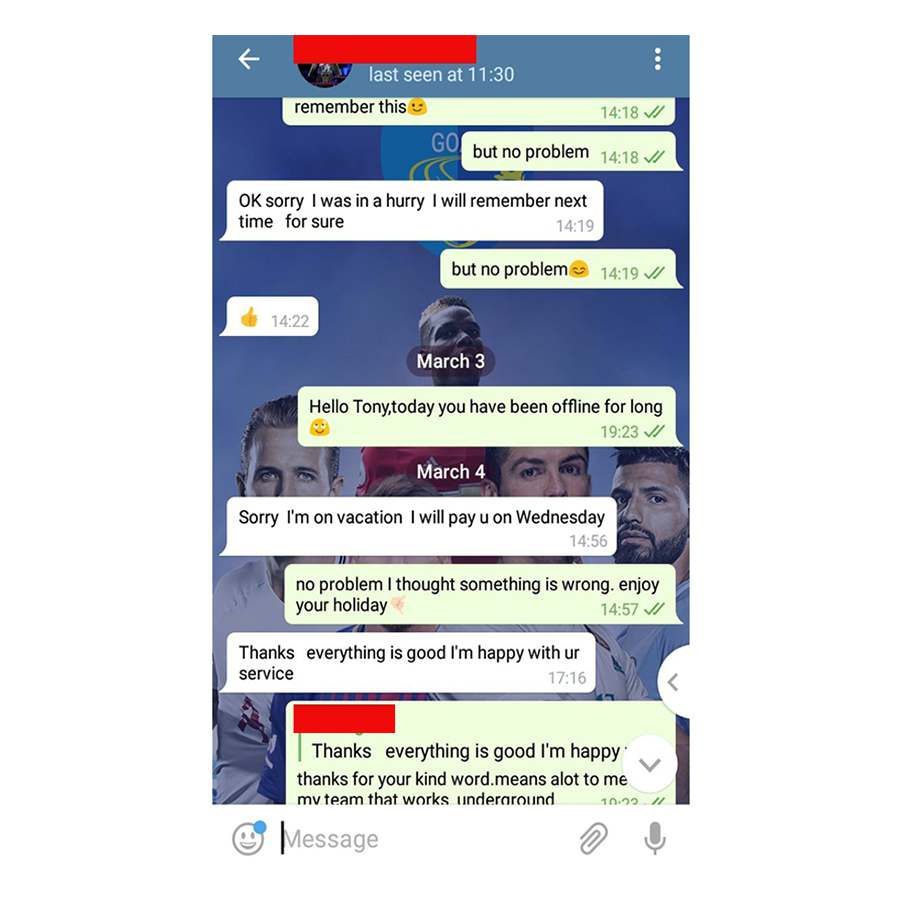 last seen at 11:30
remember this😉
14:18
GO
but no problem 14:18
OK sorry I was in a hurry I will remember next
time for sure
14:19
but no problem😊 14:19
👍 14:22
March 3
Hello Tony,today you have been offline for long
🙄 19:23
March 4
Sorry I'm on vacation I will pay u on Wednesday
14:56
no problem I thought something is wrong. enjoy
your holiday 14:57
Thanks everything is good I'm happy with ur
service 17:16
Thanks everything is good I'm happy
thanks for your kind word.means alot to me
my team that works underground 19:23
Message